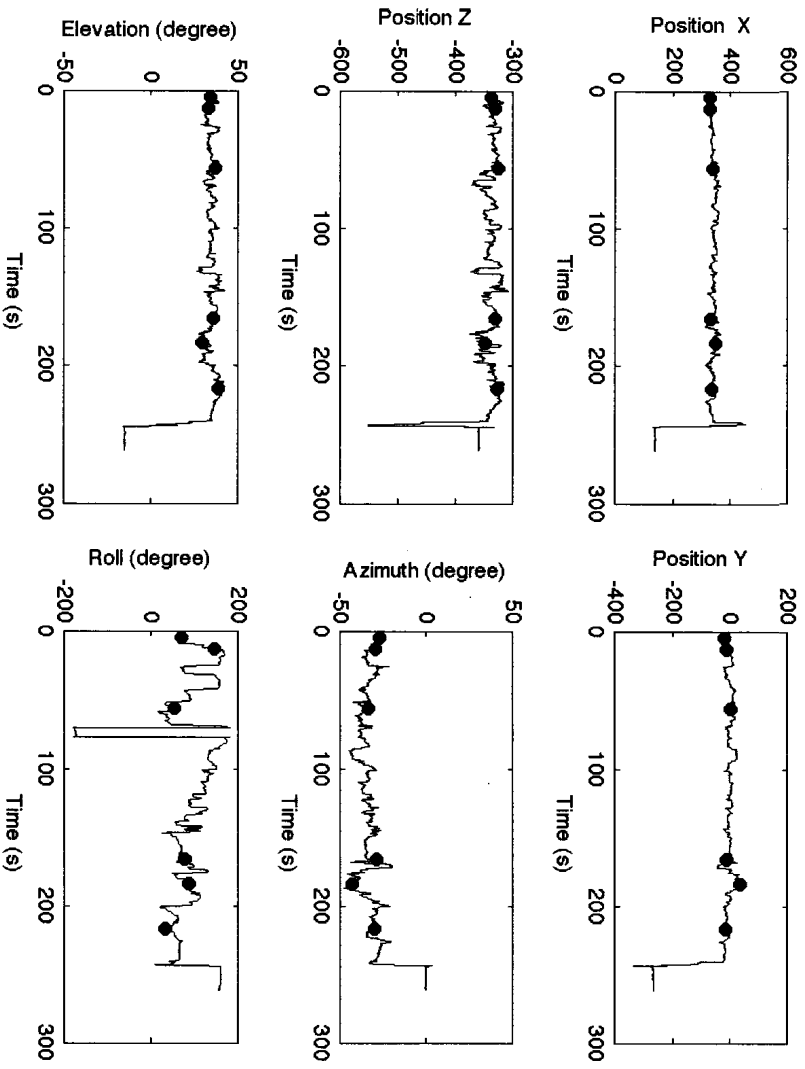 Position X
600
400
200
0
0 100 200 300
Time (s)
Position Y
200
0
-200
-400
0 100 200 300
Time (s)
Position Z
-300
-400
-500
-600
0 100 200 300
Time (s)
Azimuth (degree)
50
0
-50
0 100 200 300
Time (s)
Elevation (degree)
50
0
-50
0 100 200 300
Time (s)
Roll (degree)
200
0
-200
0 100 200 300
Time (s)